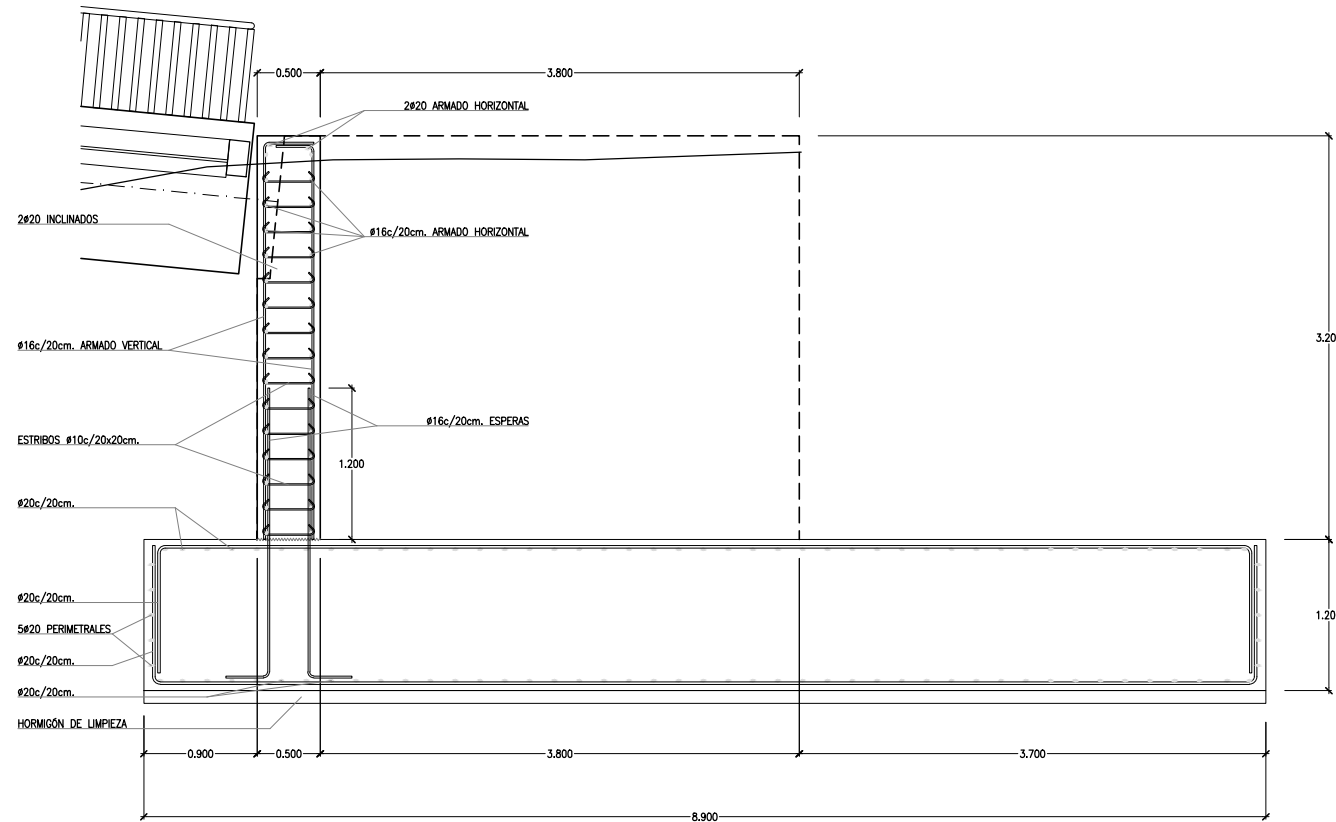 0.500
3.800
2ø20 ARMADO HORIZONTAL
2ø20 INCLINADOS
ø16c/20cm. ARMADO HORIZONTAL
3.20
ø16c/20cm. ARMADO VERTICAL
ø16c/20cm. ESPERAS
ESTRIBOS ø10c/20x20cm.
1.200
ø20c/20cm.
ø20c/20cm.
1.20
5ø20 PERIMETRALES
ø20c/20cm.
ø20c/20cm.
HORMIGÓN DE LIMPIEZA
0.900
0.500
3.800
3.700
8.900